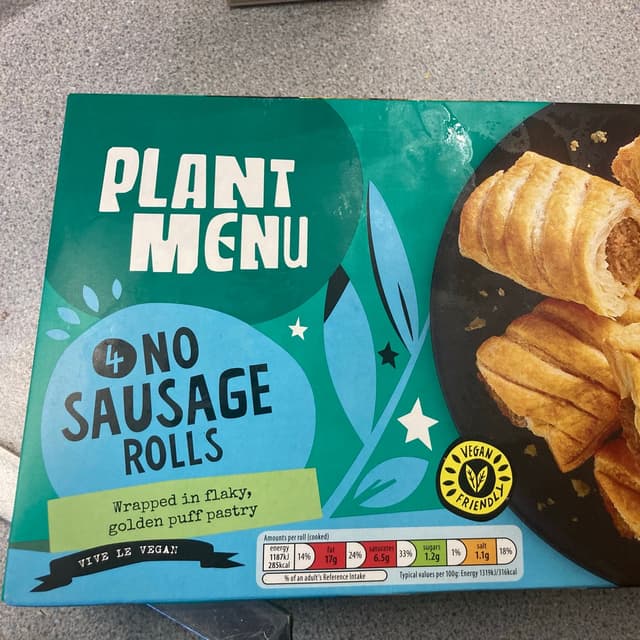 PLANT
MENU
4 NO
SAUSAGE
ROLLS
Wrapped in flaky,
golden puff pastry
VIVE LE VEGAN
VEGAN
FRIENDLY
Amounts per roll (cooked)
energy 1187kJ 285kcal 14%
fat 17g 24%
saturates 6.5g 33%
sugars 1.2g 1%
salt 1.1g 18%
% of an adult's Reference Intake
Typical values per 100g: Energy 1319kJ/316kcal